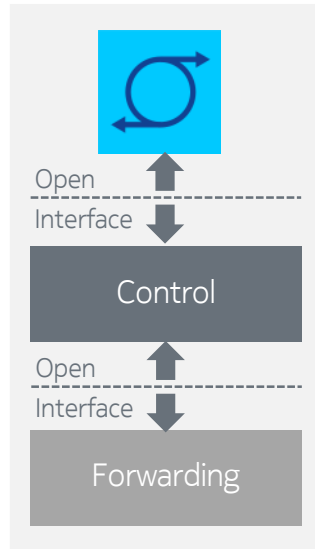 Open
Interface
Control
Open
Interface
Forwarding